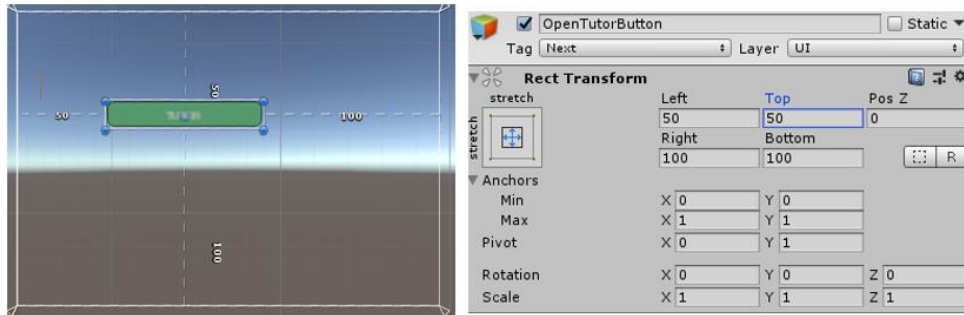 50
50
100
100
OpenTutorButton
Static
Tag Next Layer UI
Rect Transform
stretch
stretch
Left Top Pos Z
50 50 0
Right Bottom
100 100
R
Anchors
Min X 0 Y 0
Max X 1 Y 1
Pivot X 0 Y 1
Rotation X 0 Y 0 Z 0
Scale X 1 Y 1 Z 1